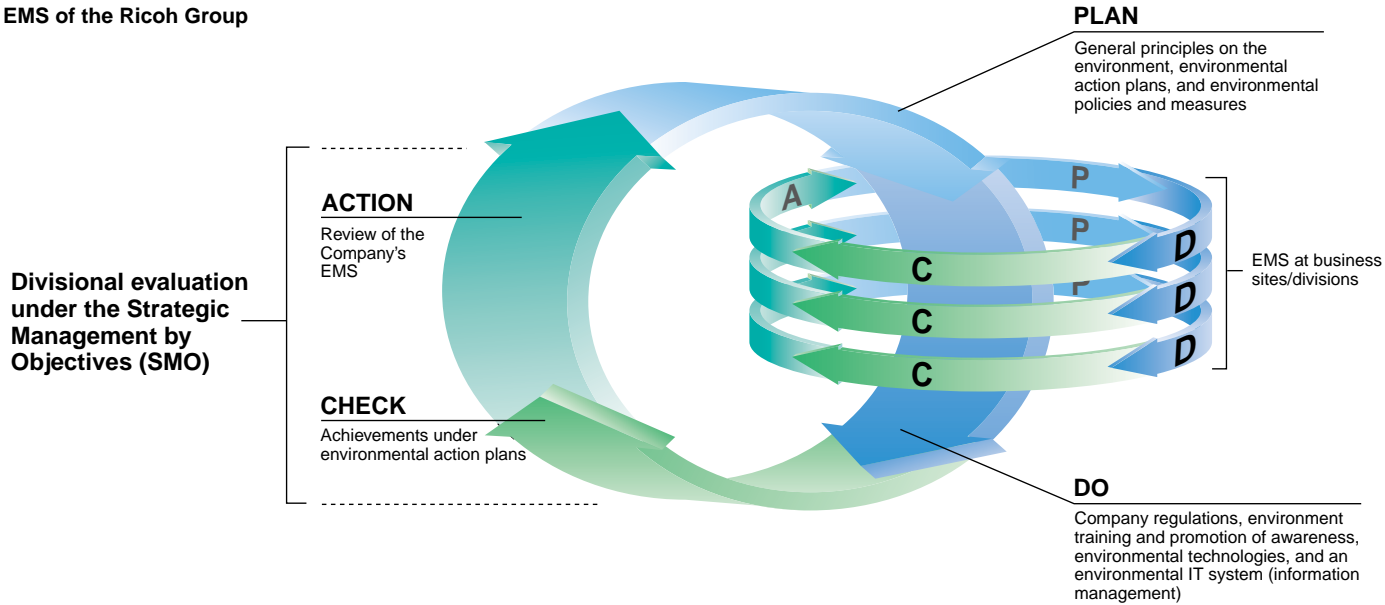 EMS of the Ricoh Group
PLAN
General principles on the
environment, environmental
action plans, and environmental
policies and measures
ACTION
Review of the
Company's
EMS
Divisional evaluation
under the Strategic
Management by
Objectives (SMO)
CHECK
Achievements under
environmental action plans
A
P
P
P
D
D
D
C
C
C
EMS at business
sites/divisions
DO
Company regulations, environment
training and promotion of awareness,
environmental technologies, and an
environmental IT system (information
management)